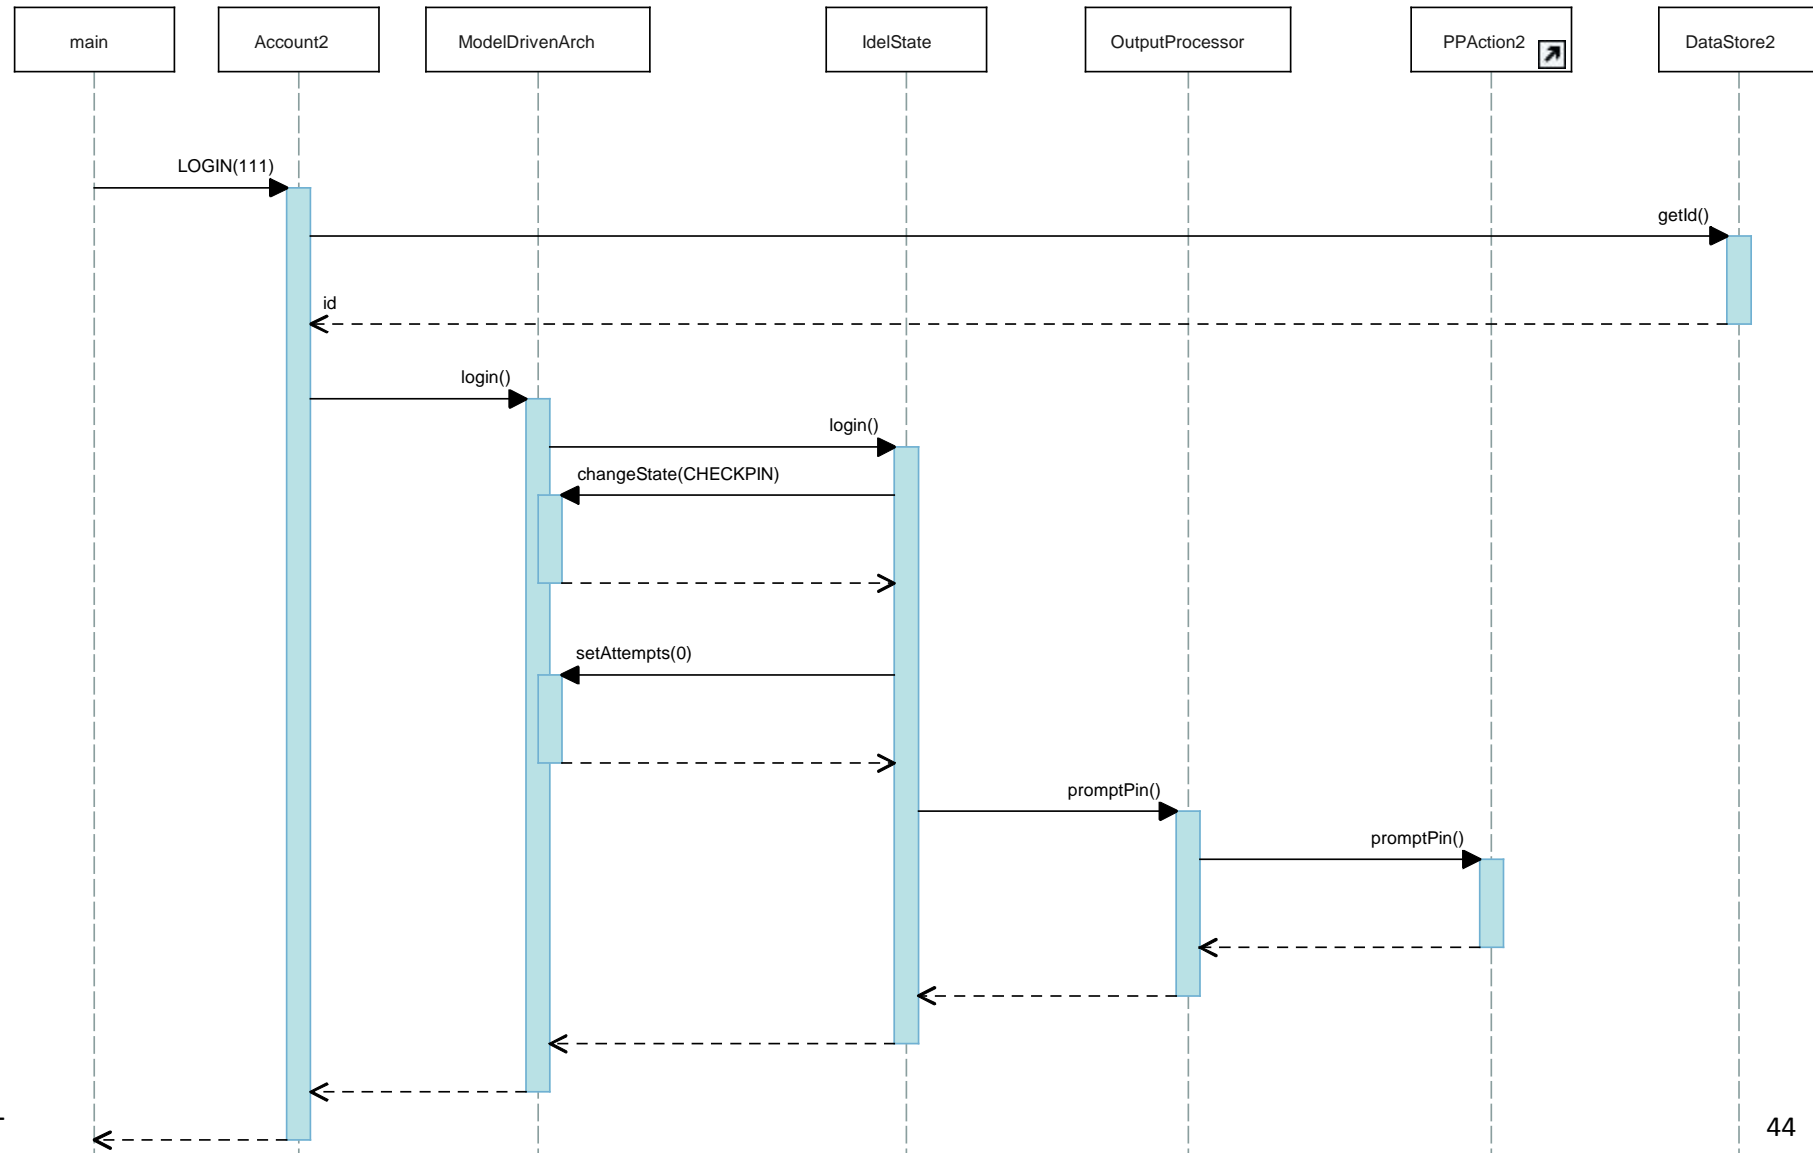 main
Account2
ModelDrivenArch
IdelState
OutputProcessor
PPAction2
DataStore2
LOGIN(111)
getId()
id
login()
login()
changeState(CHECKPIN)
setAttempts(0)
promptPin()
promptPin()
44